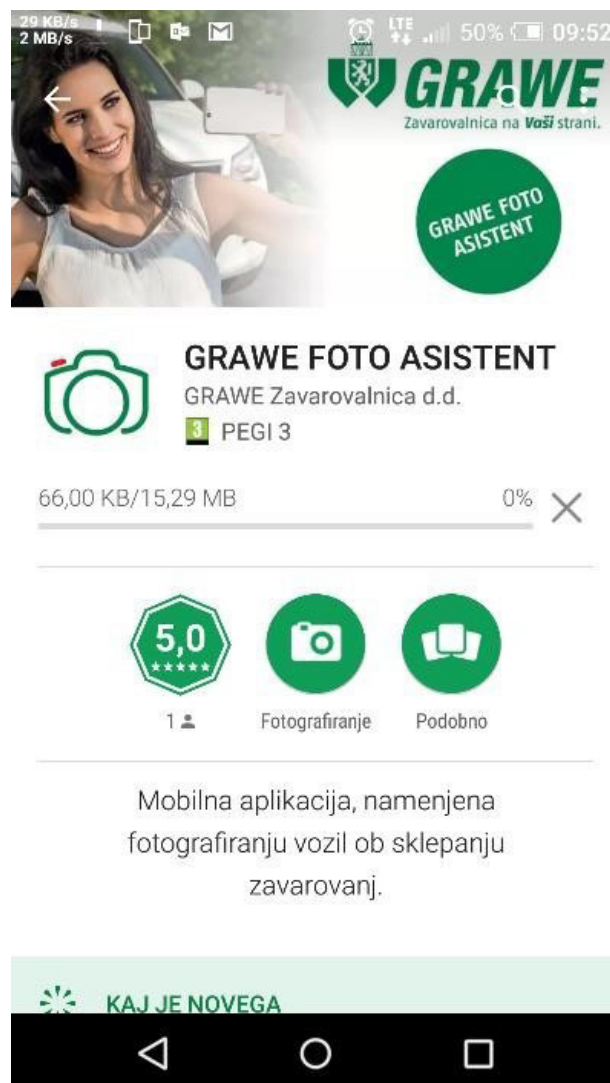 29 KB/s
2 MB/s
LTE
50%
09:52
GRAWE
Zavarovalnica na Vaši strani.
GRAWE FOTO
ASISTENT
GRAWE FOTO ASISTENT
GRAWE Zavarovalnica d.d.
3 PEGI 3
66,00 KB/15,29 MB
0%
5,0
1
Fotografiranje
Podobno
Mobilna aplikacija, namenjena
fotografiranju vozil ob sklepanju
zavarovanj.
KAJ JE NOVEGA